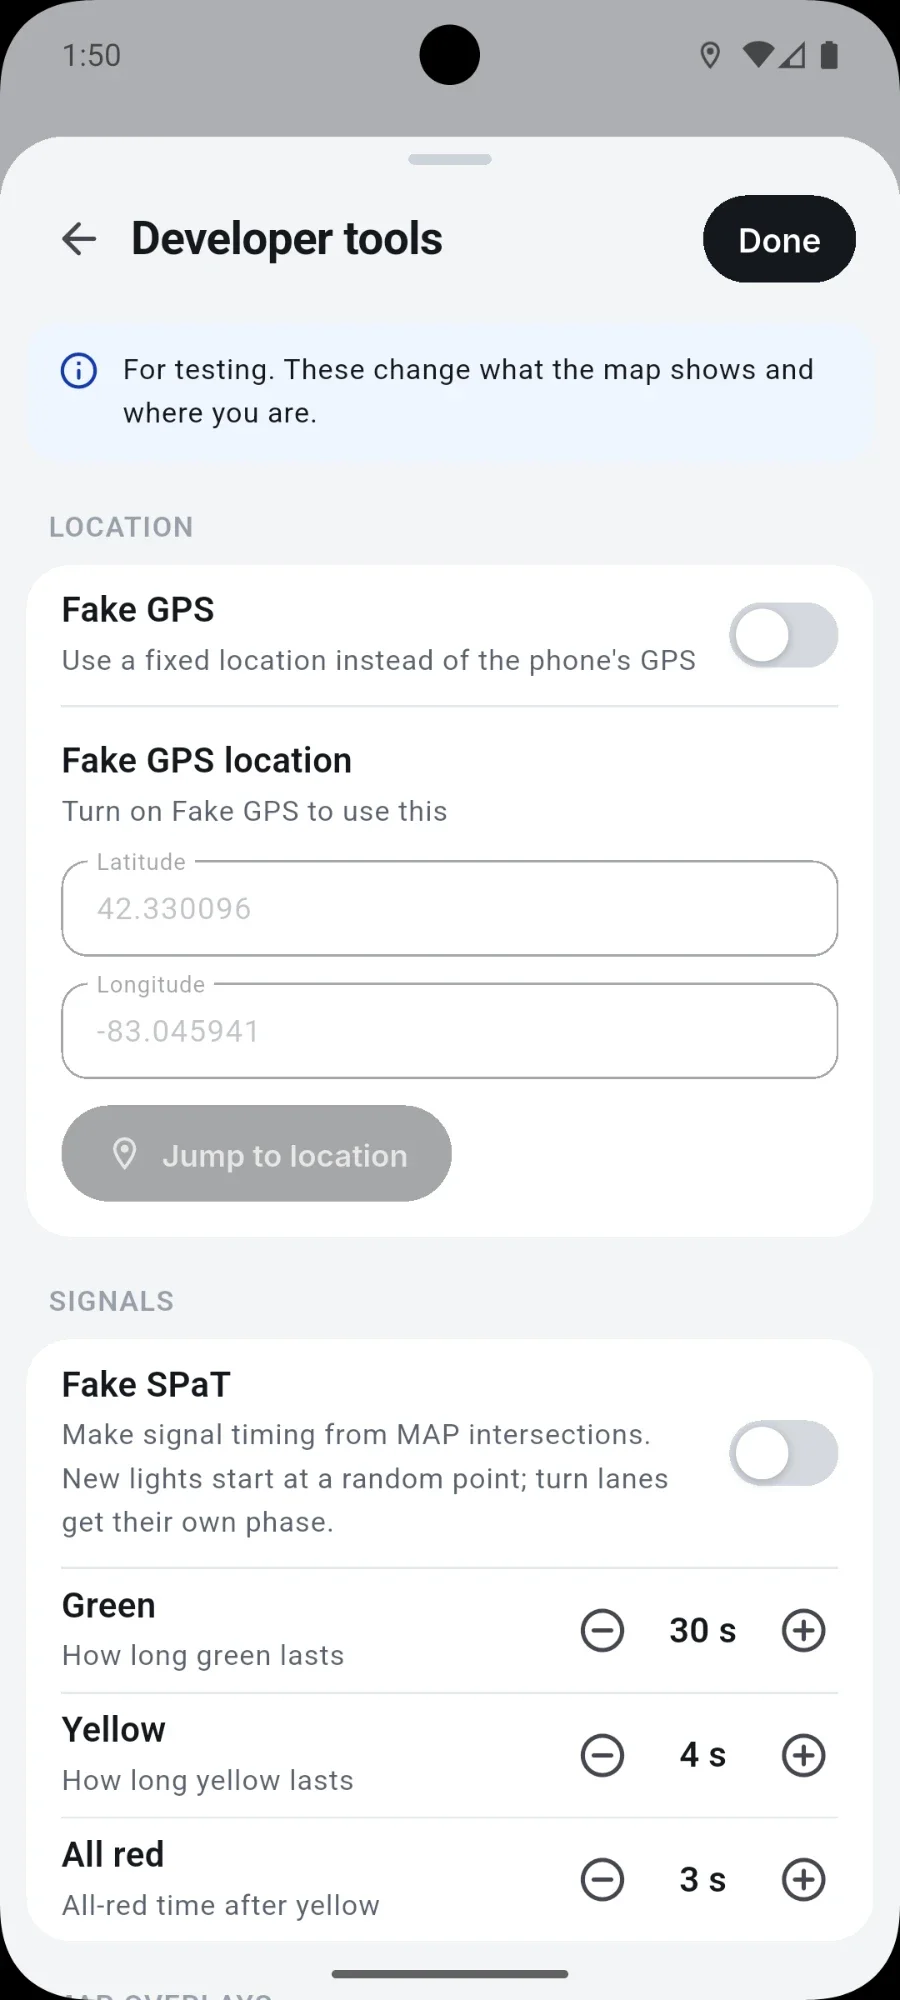 1:50
Developer tools
Done
For testing. These change what the map shows and
where you are.
LOCATION
Fake GPS
Use a fixed location instead of the phone's GPS
Fake GPS location
Turn on Fake GPS to use this
Latitude
42.330096
Longitude
-83.045941
Jump to location
SIGNALS
Fake SPaT
Make signal timing from MAP intersections.
New lights start at a random point; turn lanes
get their own phase.
Green
30 s
How long green lasts
Yellow
4 s
How long yellow lasts
All red
3 s
All-red time after yellow
MAP OVERLAYS